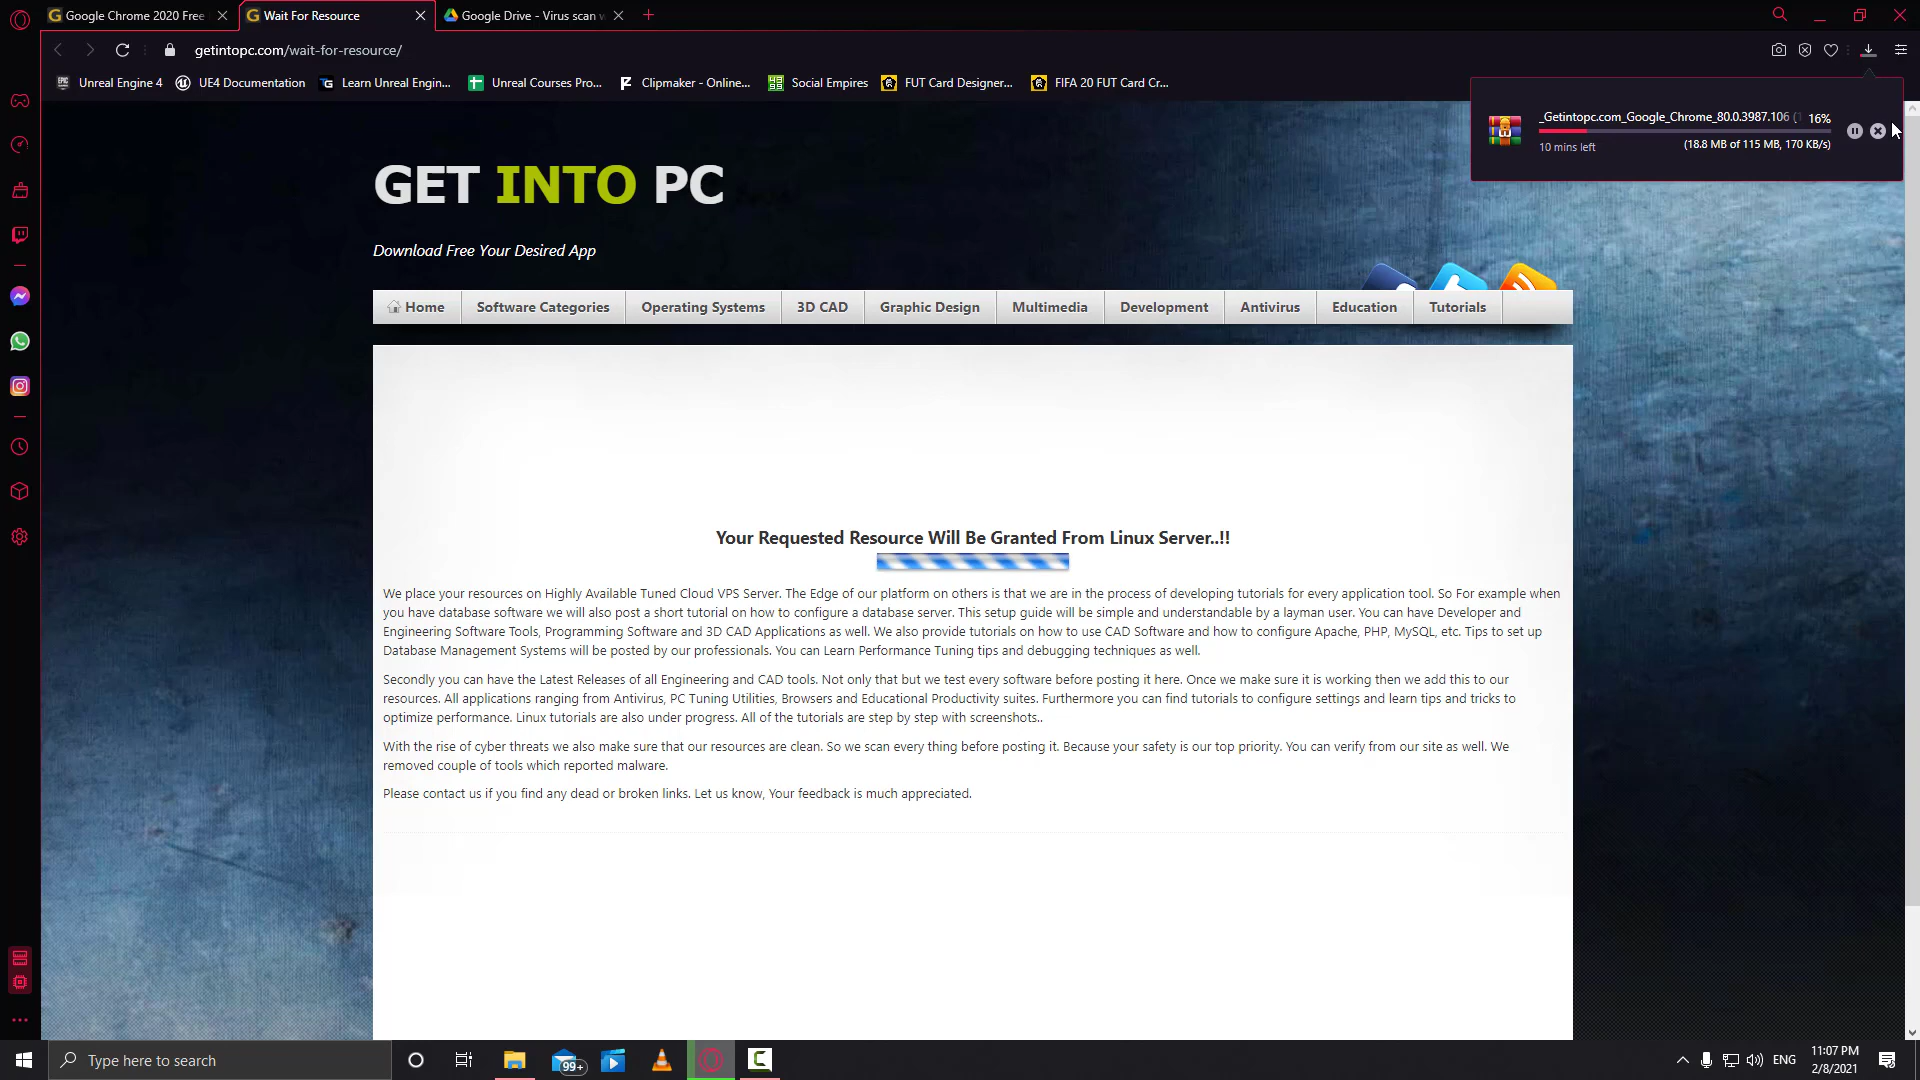 Google Chrome 2020 Free
Wait For Resource
Google Drive - Virus scan
getintopc.com/wait-for-resource/
Unreal Engine 4
UE4 Documentation
Learn Unreal Engin...
Unreal Courses Pro...
Clipmaker - Online...
Social Empires
FUT Card Designer...
FIFA 20 FUT Card Cr...
_Getintopc.com_Google_Chrome_80.0.3987.106
16%
10 mins left
(18.8 MB of 115 MB, 170 KB/s)
GET INTO PC
Download Free Your Desired App
Home
Software Categories
Operating Systems
3D CAD
Graphic Design
Multimedia
Development
Antivirus
Education
Tutorials
Your Requested Resource Will Be Granted From Linux Server..!!
We place your resources on Highly Available Tuned Cloud VPS Server. The Edge of our platform on others is that we are in the process of developing tutorials for every application tool. So For example when
you have database software we will also post a short tutorial on how to configure a database server. This setup guide will be simple and understandable by a layman user. You can have Developer and
Engineering Software Tools, Programming Software and 3D CAD Applications as well. We also provide tutorials on how to use CAD Software and how to configure Apache, PHP, MySQL, etc. Tips to set up
Database Management Systems will be posted by our professionals. You can Learn Performance Tuning tips and debugging techniques as well.
Secondly you can have the Latest Releases of all Engineering and CAD tools. Not only that but we test every software before posting it here. Once we make sure it is working then we add this to our
resources. All applications ranging from Antivirus, PC Tuning Utilities, Browsers and Educational Productivity suites. Furthermore you can find tutorials to configure settings and learn tips and tricks to
optimize performance. Linux tutorials are also under progress. All of the tutorials are step by step with screenshots..
With the rise of cyber threats we also make sure that our resources are clean. So we scan every thing before posting it. Because your safety is our top priority. You can verify from our site as well. We
removed couple of tools which reported malware.
Please contact us if you find any dead or broken links. Let us know, Your feedback is much appreciated.
Type here to search
99+
ENG
11:07 PM
2/8/2021